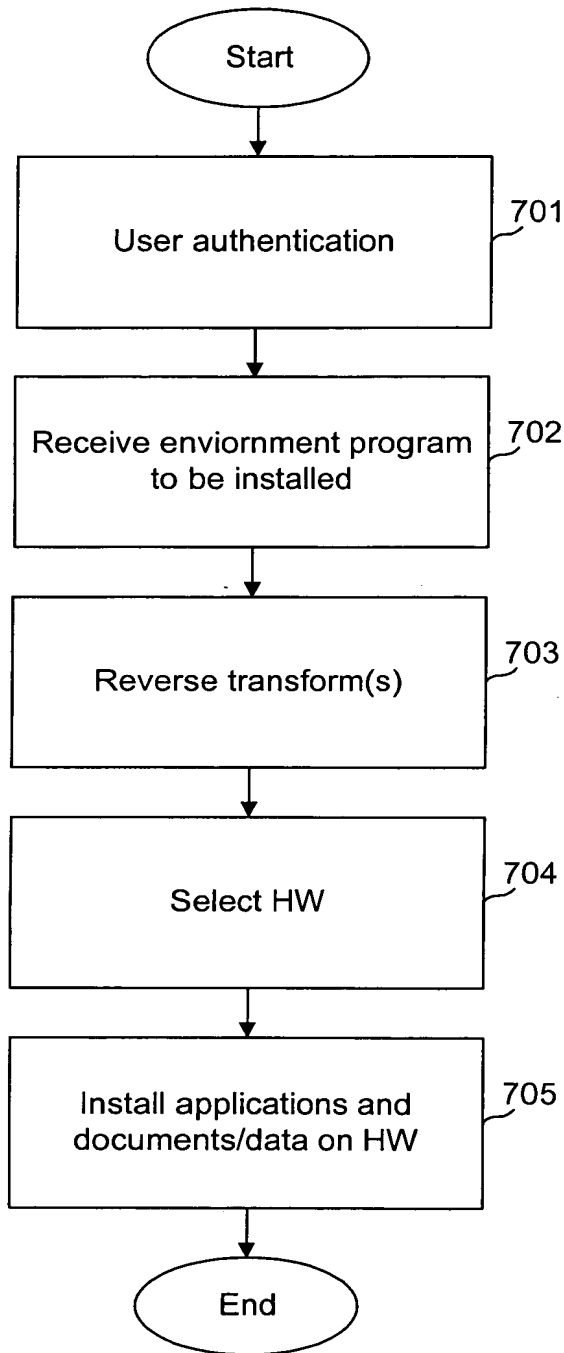 Start
User authentication
701
Receive enviornment program
to be installed
702
Reverse transform(s)
703
Select HW
704
Install applications and
documents/data on HW
705
End